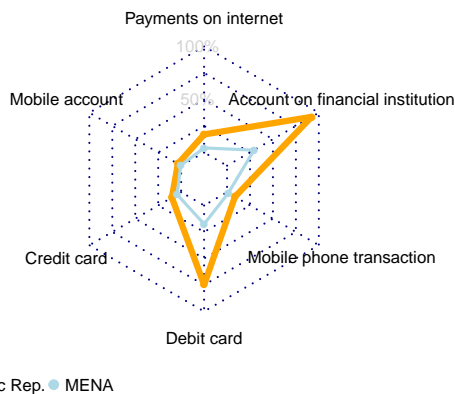 Payments on internet
100%
Mobile account
50%
Account on financial institution
Credit card
Mobile phone transaction
Debit card
c Rep. MENA